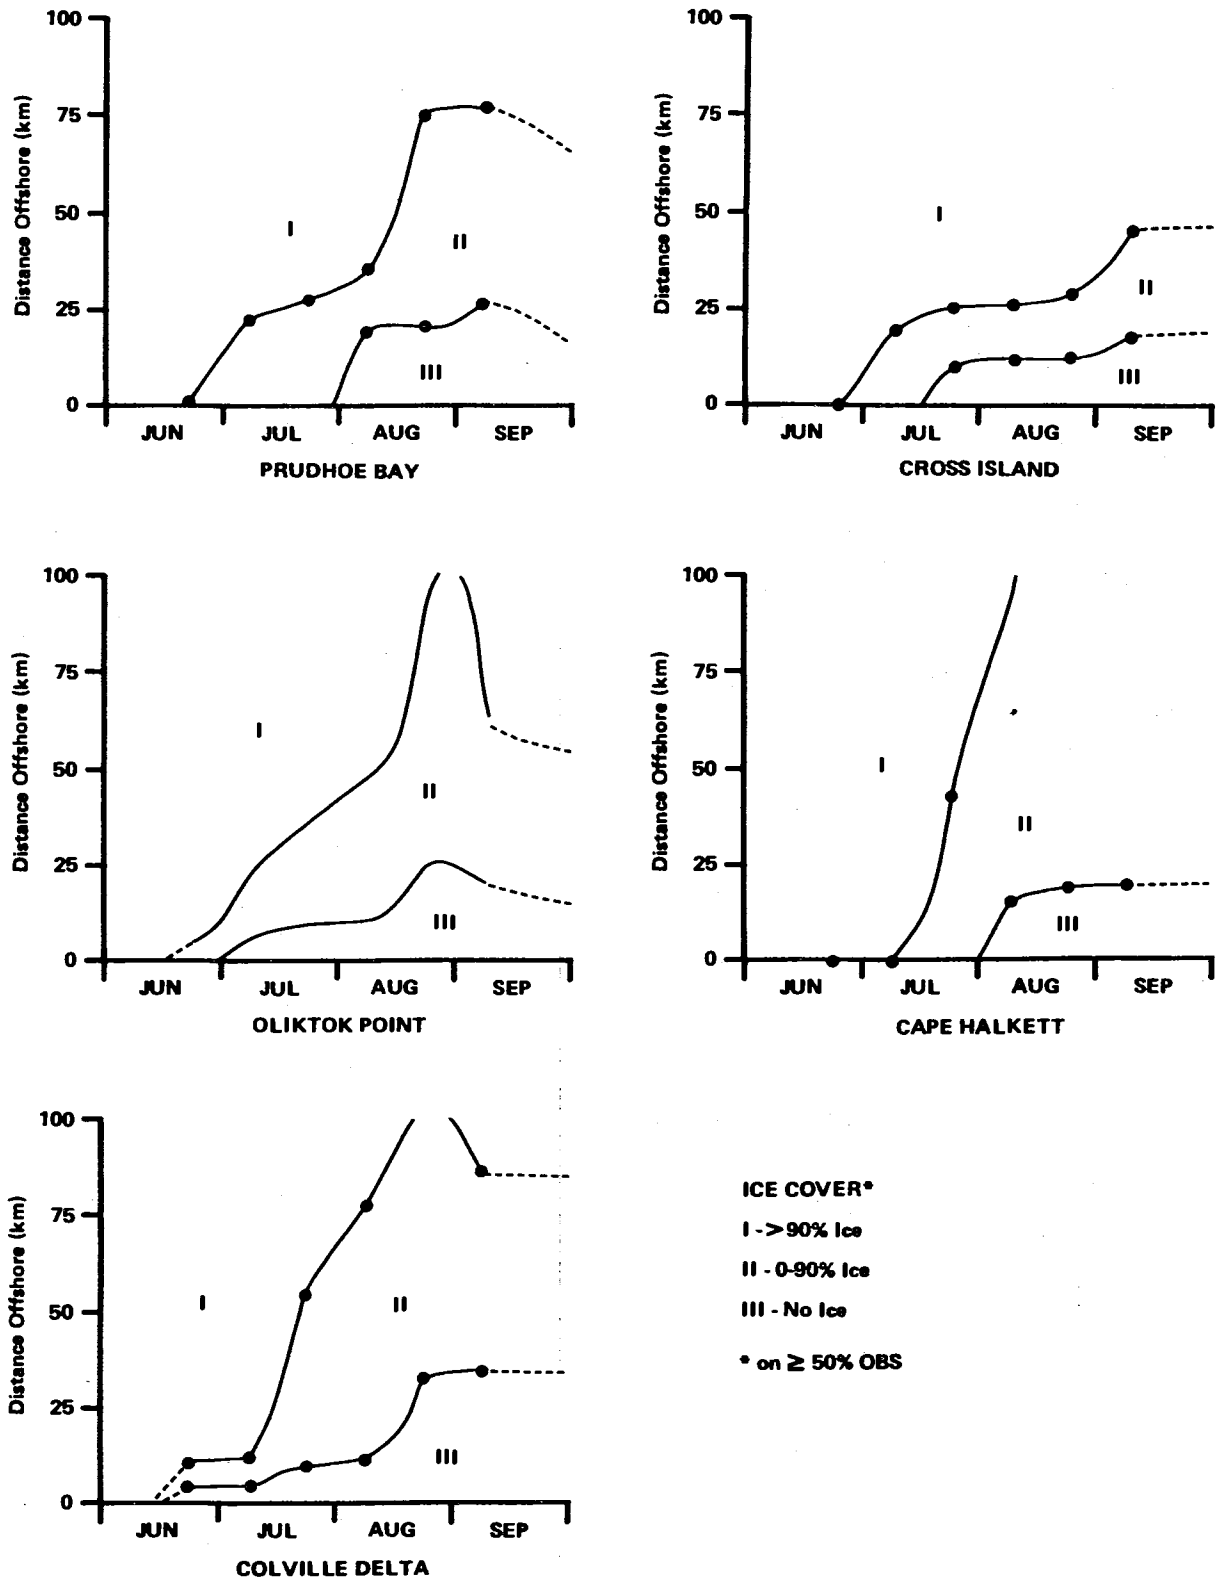 100
75
50
25
0
Distance Offshore (km)
I
II
III
JUN JUL AUG SEP
PRUDHOE BAY
100
75
50
25
0
Distance Offshore (km)
I
II
III
JUN JUL AUG SEP
CROSS ISLAND
100
75
50
25
0
Distance Offshore (km)
I
II
III
JUN JUL AUG SEP
OLIKTOK POINT
100
75
50
25
0
Distance Offshore (km)
I
II
III
JUN JUL AUG SEP
CAPE HALKETT
100
75
50
25
0
Distance Offshore (km)
I
II
III
JUN JUL AUG SEP
COLVILLE DELTA
ICE COVER*
I - >90% Ice
II - 0-90% Ice
III - No Ice
* on ≥ 50% OBS